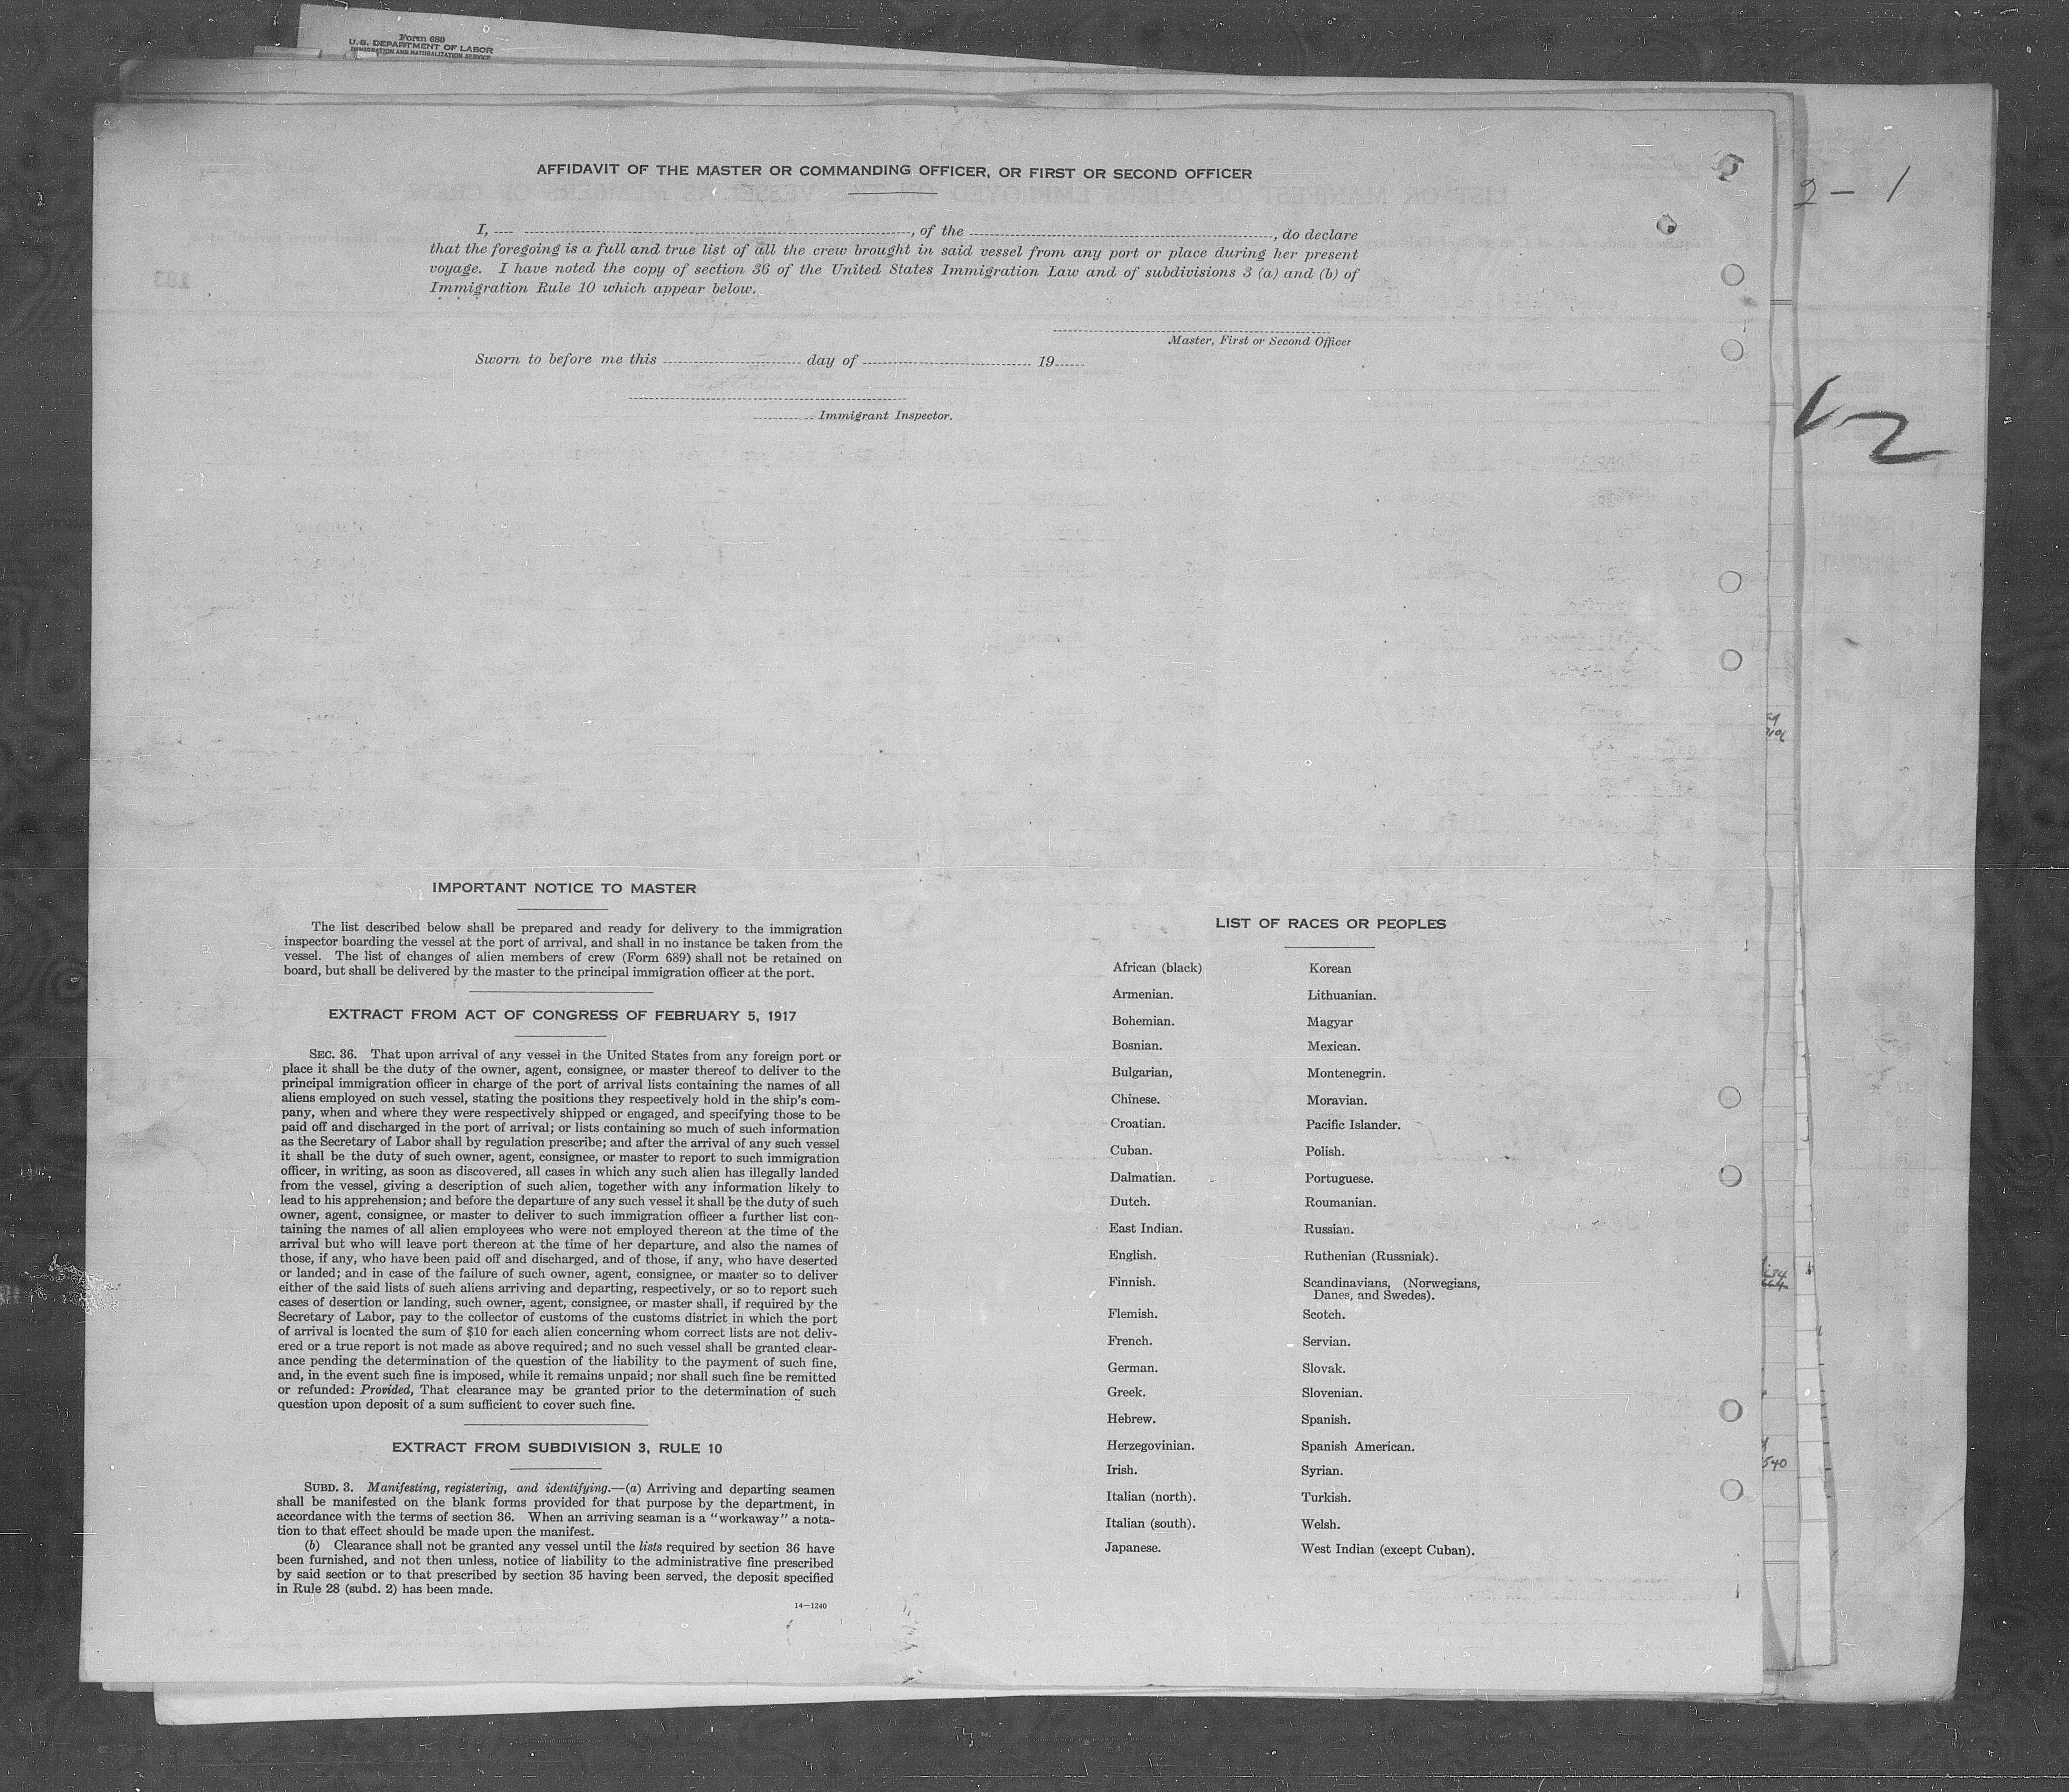 Form 680
U.S. DEPARTMENT OF LABOR
IMMIGRATION AND NATURALIZATION SERVICE
AFFIDAVIT OF THE MASTER OR COMMANDING OFFICER, OR FIRST OR SECOND OFFICER
I, , of the , do declare
that the foregoing is a full and true list of all the crew brought in said vessel from any port or place during her present
voyage. I have noted the copy of section 36 of the United States Immigration Law and of subdivisions 3 (a) and (b) of
Immigration Rule 10 which appear below.
Master, First or Second Officer
Sworn to before me this day of 19
Immigrant Inspector.
2 - 1
V2
IMPORTANT NOTICE TO MASTER
The list described below shall be prepared and ready for delivery to the immigration
inspector boarding the vessel at the port of arrival, and shall in no instance be taken from the
vessel. The list of changes of alien members of crew (Form 689) shall not be retained on
board, but shall be delivered by the master to the principal immigration officer at the port.
EXTRACT FROM ACT OF CONGRESS OF FEBRUARY 5, 1917
SEC. 36. That upon arrival of any vessel in the United States from any foreign port or
place it shall be the duty of the owner, agent, consignee, or master thereof to deliver to the
principal immigration officer in charge of the port of arrival lists containing the names of all
aliens employed on such vessel, stating the positions they respectively hold in the ship's com-
pany, when and where they were respectively shipped or engaged, and specifying those to be
paid off and discharged in the port of arrival; or lists containing so much of such information
as the Secretary of Labor shall by regulation prescribe; and after the arrival of any such vessel
it shall be the duty of such owner, agent, consignee, or master to report to such immigration
officer, in writing, as soon as discovered, all cases in which any such alien has illegally landed
from the vessel, giving a description of such alien, together with any information likely to
lead to his apprehension; and before the departure of any such vessel it shall be the duty of such
owner, agent, consignee, or master to deliver to such immigration officer a further list con-
taining the names of all alien employees who were not employed thereon at the time of the
arrival but who will leave port thereon at the time of her departure, and also the names of
those, if any, who have been paid off and discharged, and of those, if any, who have deserted
or landed; and in case of the failure of such owner, agent, consignee, or master so to deliver
either of the said lists of such aliens arriving and departing, respectively, or so to report such
cases of desertion or landing, such owner, agent, consignee, or master shall, if required by the
Secretary of Labor, pay to the collector of customs of the customs district in which the port
of arrival is located the sum of $10 for each alien concerning whom correct lists are not deliv-
ered or a true report is not made as above required; and no such vessel shall be granted clear-
ance pending the determination of the question of the liability to the payment of such fine,
and, in the event such fine is imposed, while it remains unpaid; nor shall such fine be remitted
or refunded: Provided, That clearance may be granted prior to the determination of such
question upon deposit of a sum sufficient to cover such fine.
EXTRACT FROM SUBDIVISION 3, RULE 10
SUBD. 3. Manifesting, registering, and identifying.—(a) Arriving and departing seamen
shall be manifested on the blank forms provided for that purpose by the department, in
accordance with the terms of section 36. When an arriving seaman is a "workaway" a nota-
tion to that effect should be made upon the manifest.
(b) Clearance shall not be granted any vessel until the lists required by section 36 have
been furnished, and not then unless, notice of liability to the administrative fine prescribed
by said section or to that prescribed by section 35 having been served, the deposit specified
in Rule 28 (subd. 2) has been made.
14—1240
LIST OF RACES OR PEOPLES
African (black)
Armenian.
Bohemian.
Bosnian.
Bulgarian,
Chinese.
Croatian.
Cuban.
Dalmatian.
Dutch.
East Indian.
English.
Finnish.
Flemish.
French.
German.
Greek.
Hebrew.
Herzegovinian.
Irish.
Italian (north).
Italian (south).
Japanese.
Korean
Lithuanian.
Magyar
Mexican.
Montenegrin.
Moravian.
Pacific Islander.
Polish.
Portuguese.
Roumanian.
Russian.
Ruthenian (Russniak).
Scandinavians, (Norwegians,
Danes, and Swedes).
Scotch.
Servian.
Slovak.
Slovenian.
Spanish.
Spanish American.
Syrian.
Turkish.
Welsh.
West Indian (except Cuban).
540